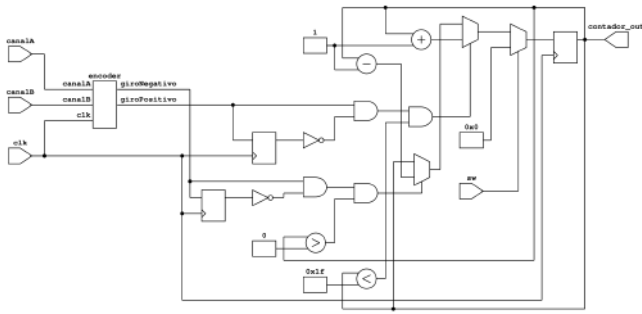 contador_out
canalA
1
+
−
encoder
canalA giroNegativo
canalB
canalB giroPositivo
clk
0x0
clk
sw
>
0
<
0x1f